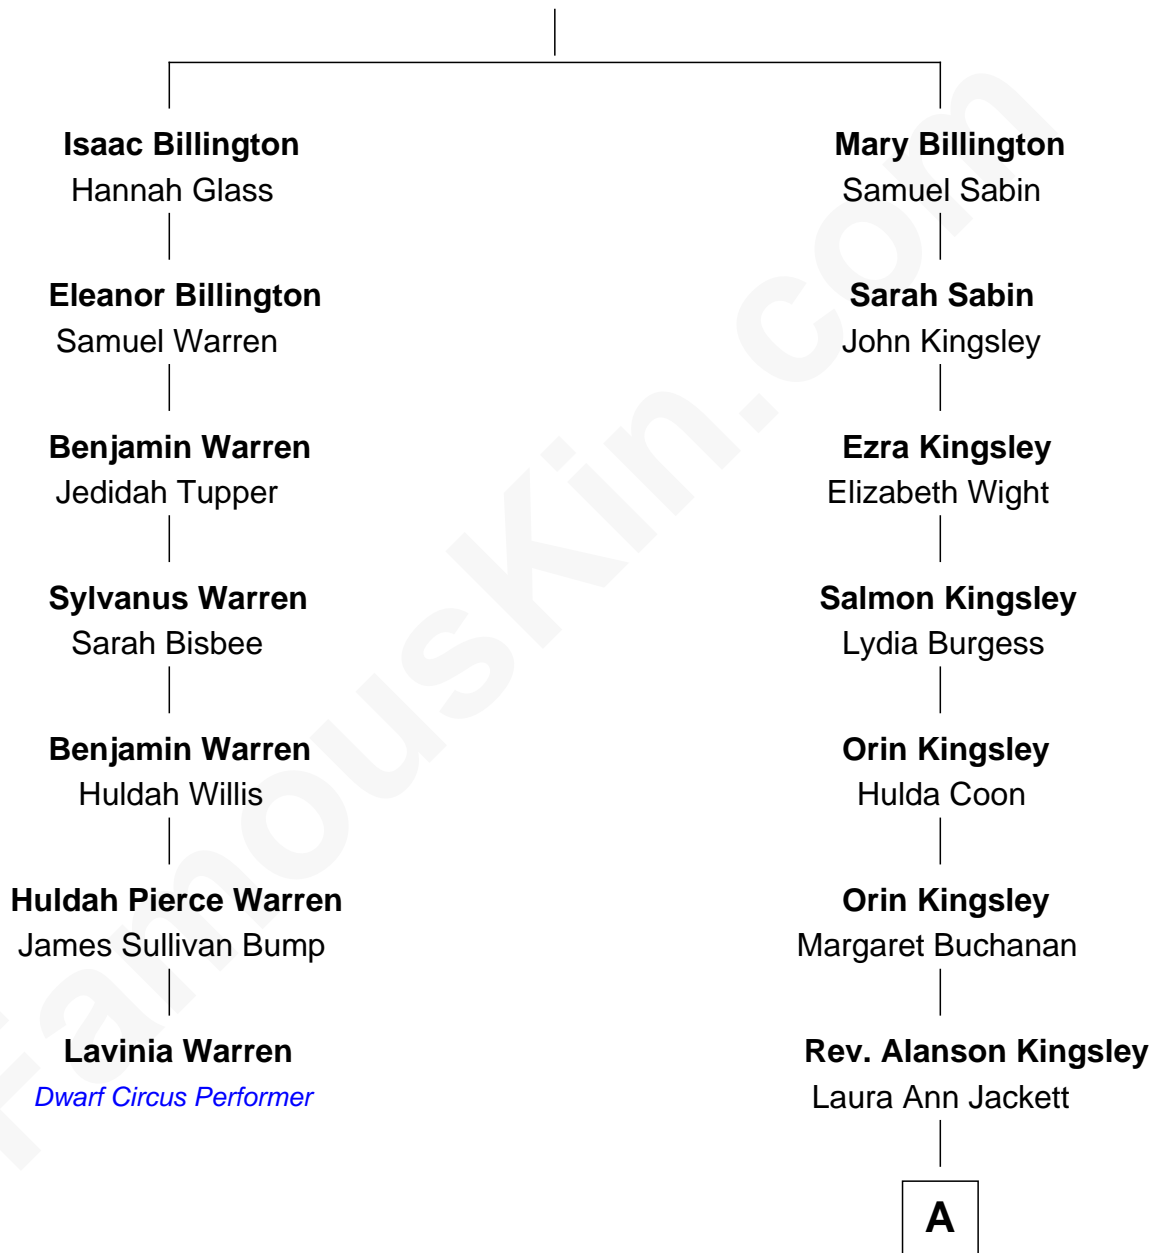 Isaac Billington
Hannah Glass
Eleanor Billington
Samuel Warren
Benjamin Warren
Jedidah Tupper
Sylvanus Warren
Sarah Bisbee
Benjamin Warren
Huldah Willis
Huldah Pierce Warren
James Sullivan Bump
Lavinia Warren
Dwarf Circus Performer
Mary Billington
Samuel Sabin
Sarah Sabin
John Kingsley
Ezra Kingsley
Elizabeth Wight
Salmon Kingsley
Lydia Burgess
Orin Kingsley
Hulda Coon
Orin Kingsley
Margaret Buchanan
Rev. Alanson Kingsley
Laura Ann Jackett
A
FamousKin.com